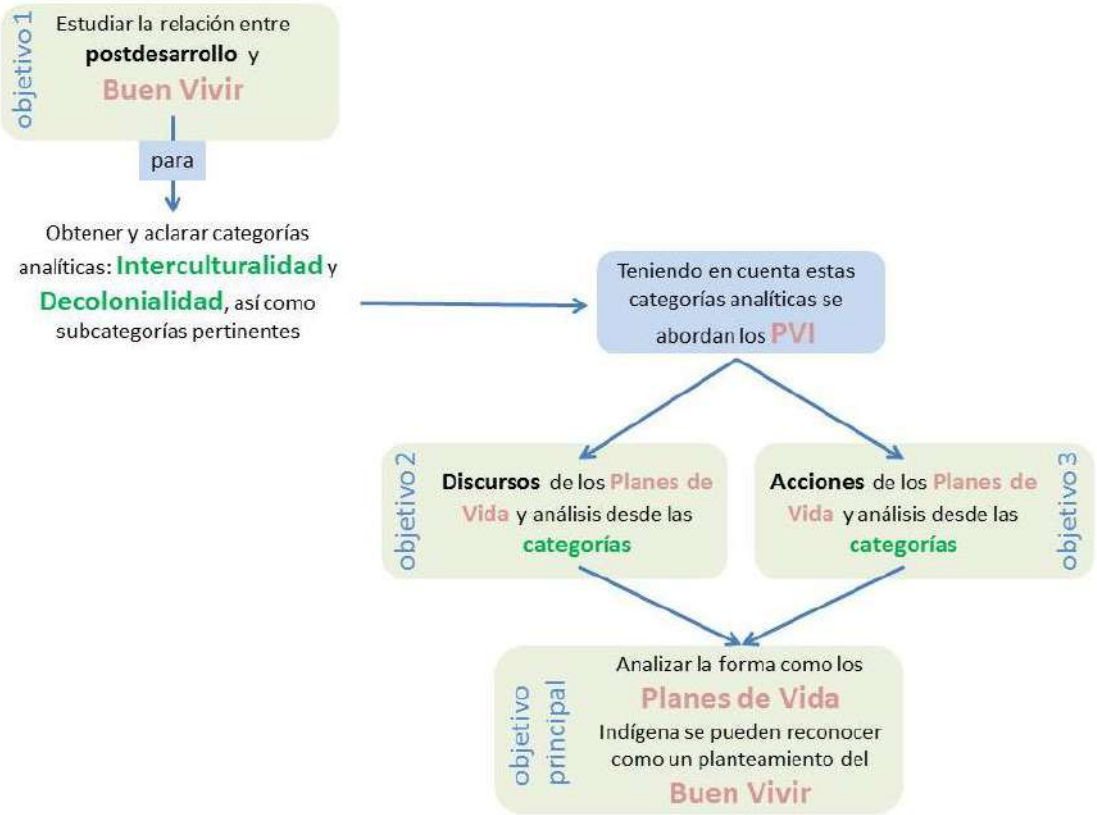 objetivo 1
Estudiar la relación entre
postdesarrollo y
Buen Vivir
para
Obtener y aclarar categorías
analíticas: Interculturalidad y
Decolonialidad, así como
subcategorías pertinentes
Teniendo en cuenta estas
categorías analíticas se
abordan los PVI
objetivo 2
Discursos de los Planes de
Vida y análisis desde las
categorías
Acciones de los Planes de
Vida y análisis desde las
categorías
objetivo 3
objetivo
principal
Analizar la forma como los
Planes de Vida
Indígena se pueden reconocer
como un planteamiento del
Buen Vivir